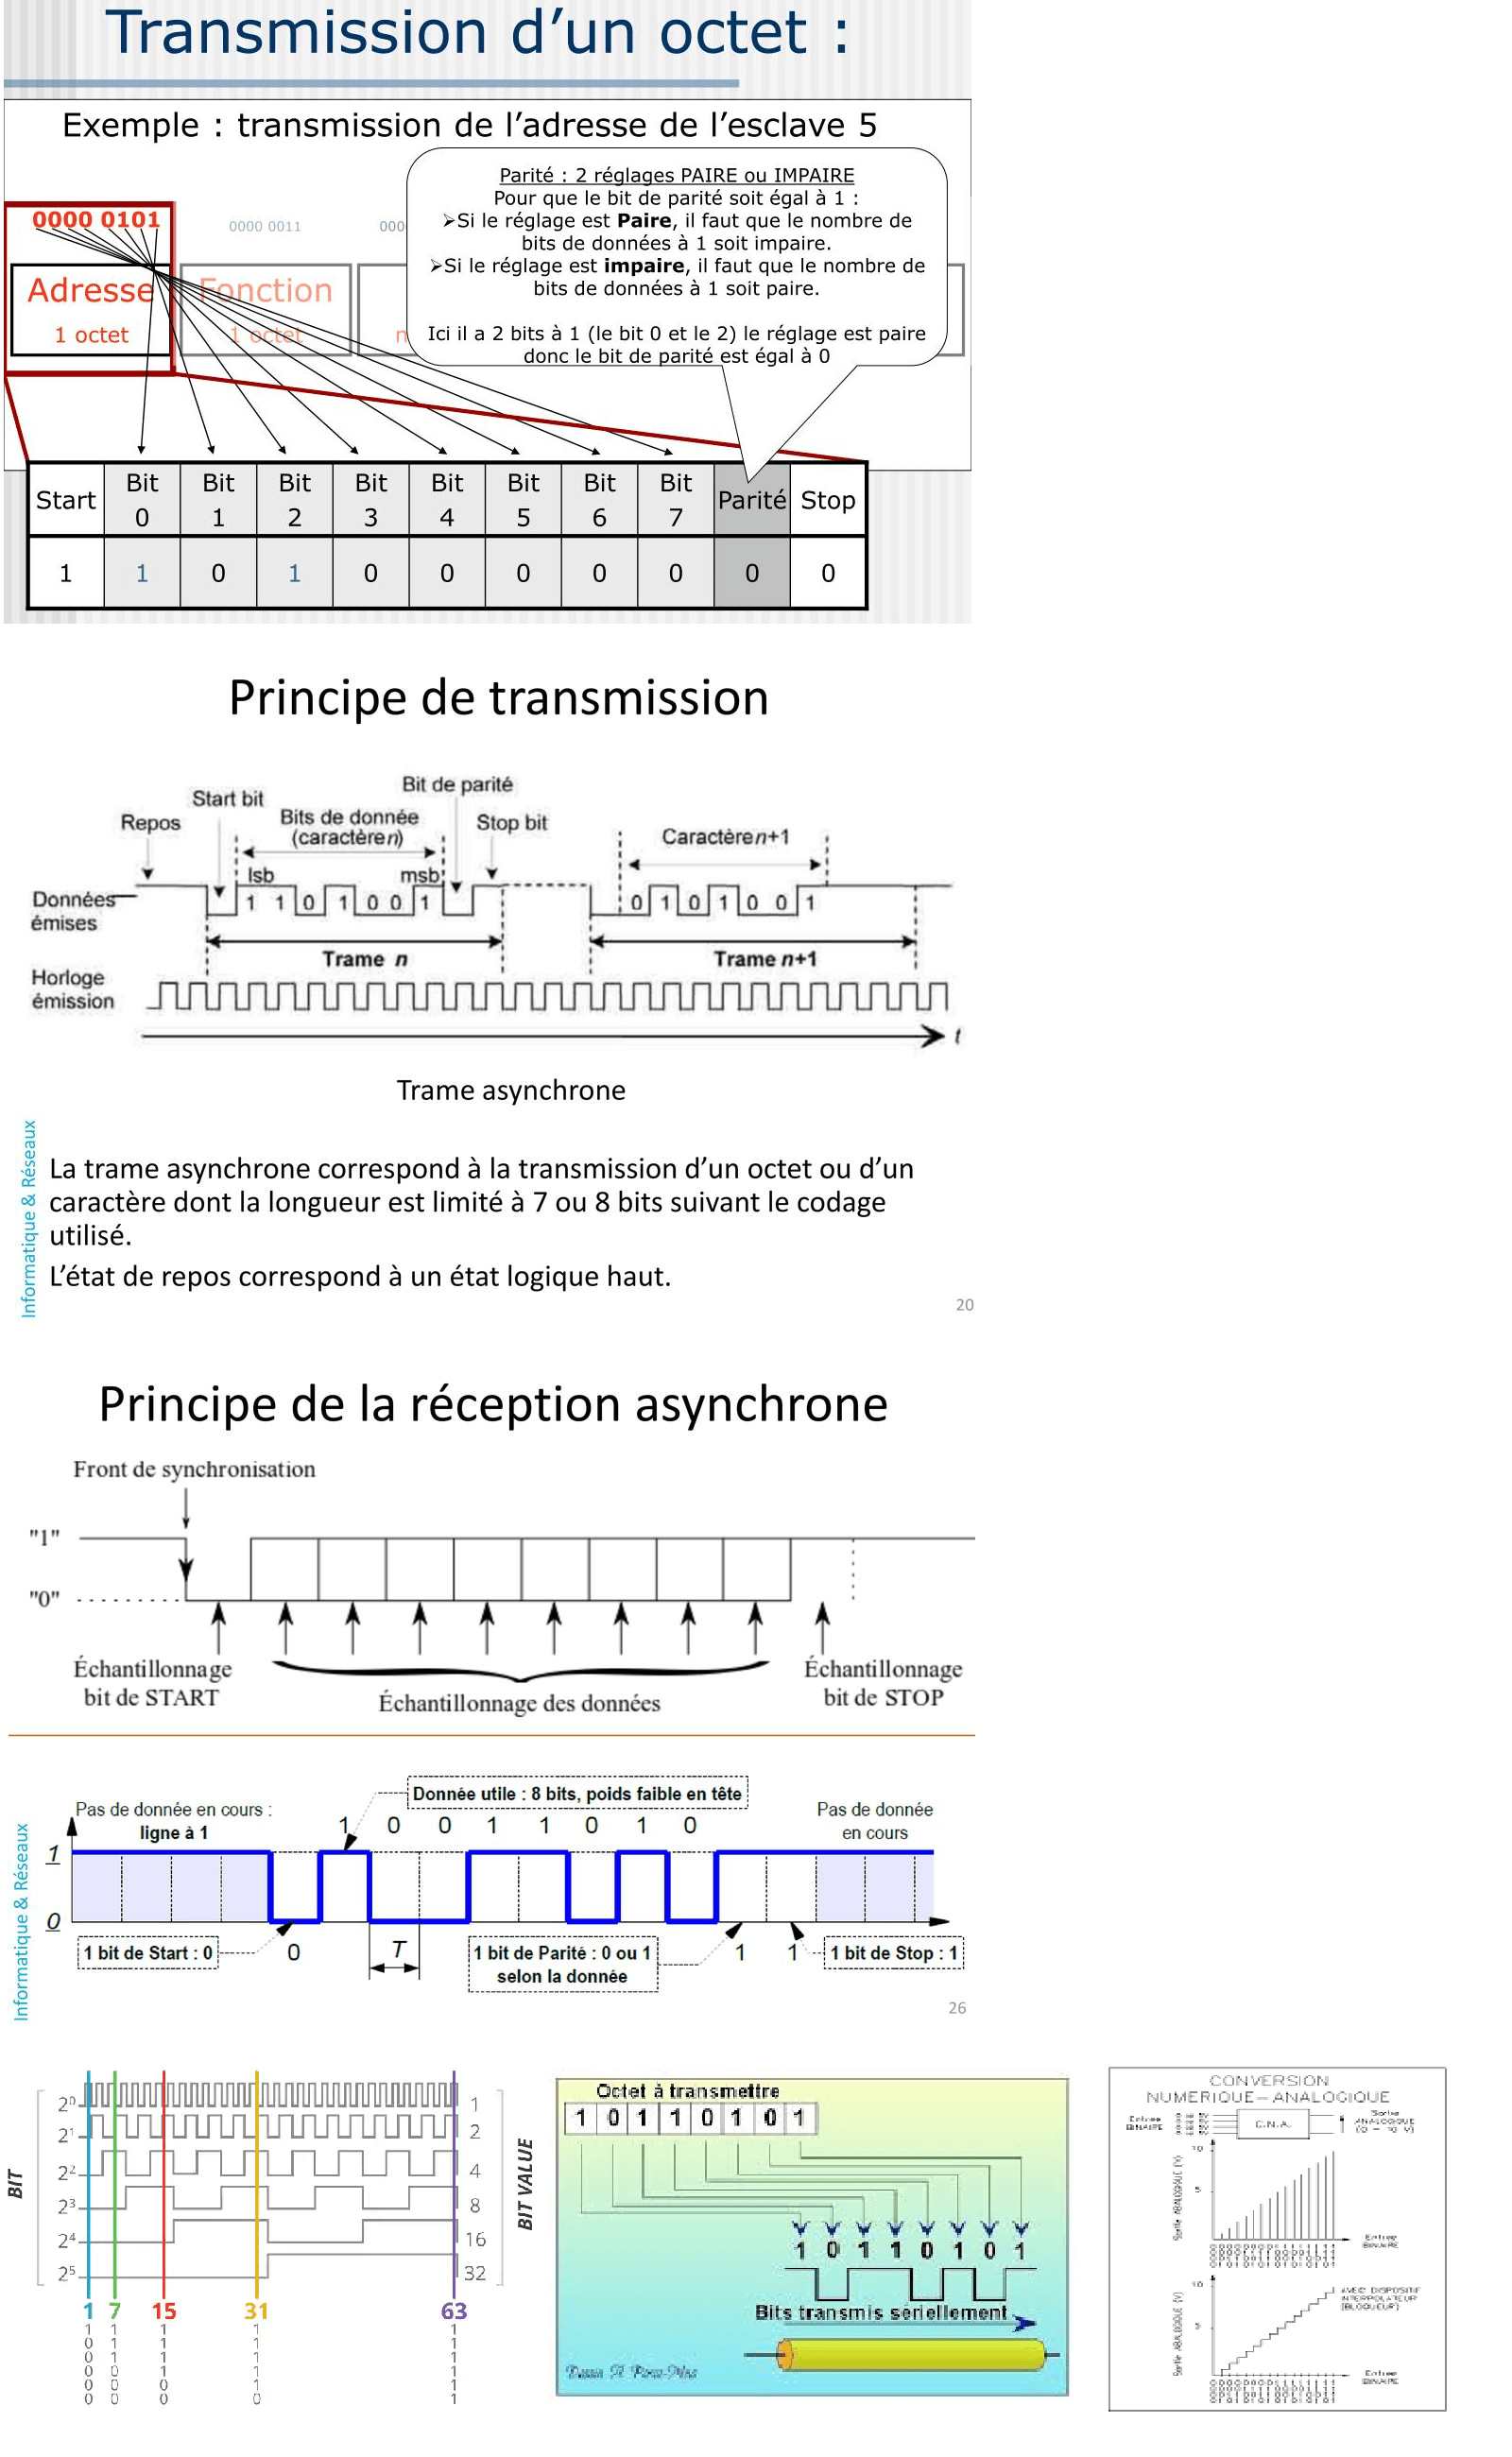 Transmission d’un octet :
Exemple : transmission de l’adresse de l’esclave 5
Parité : 2 réglages PAIRE ou IMPAIRE
Pour que le bit de parité soit égal à 1 :
➢Si le réglage est Paire, il faut que le nombre de
bits de données à 1 soit impaire.
➢Si le réglage est impaire, il faut que le nombre de
bits de données à 1 soit paire.
Ici il a 2 bits à 1 (le bit 0 et le 2) le réglage est paire
donc le bit de parité est égal à 0
0000 0101
0000 0011
000
Adresse
1 octet
Fonction
1 octet
n
Start Bit 0 Bit 1 Bit 2 Bit 3 Bit 4 Bit 5 Bit 6 Bit 7 Parité Stop
1 1 0 1 0 0 0 0 0 0 0
Principe de transmission
Bit de parité
Start bit
Bits de donnée
(caractère n)
Repos
Stop bit
Caractère n+1
lsb
msb
Données
émises
1 1 0 1 0 0 1
0 1 0 1 0 0 1
Trame n
Trame n+1
Horloge
émission
t
Trame asynchrone
Informatique & Réseaux
La trame asynchrone correspond à la transmission d’un octet ou d’un
caractère dont la longueur est limité à 7 ou 8 bits suivant le codage
utilisé.
L’état de repos correspond à un état logique haut.
20
Principe de la réception asynchrone
Front de synchronisation
"1"
"0"
Échantillonnage
bit de START
Échantillonnage des données
Échantillonnage
bit de STOP
Donnée utile : 8 bits, poids faible en tête
Pas de donnée en cours :
ligne à 1
1 0 0 1 1 0 1 0
Pas de donnée
en cours
1
0
1 bit de Start : 0
0
T
1 bit de Parité : 0 ou 1
selon la donnée
1
1
1 bit de Stop : 1
Informatique & Réseaux
26
BIT
2⁰
2¹
2²
2³
2⁴
2⁵
1
2
4
8
16
32
BIT VALUE
1 7 15 31 63
1 1 1 1 1
0 1 1 1 1
0 1 1 1 1
0 0 1 1 1
0 0 0 1 1
0 0 0 0 1
Octet à transmettre
1 0 1 1 0 1 0 1
1 0 1 1 0 1 0 1
Bits transmis sériellement
CONVERSION
NUMERIQUE-ANALOGIQUE
Entrée
BINAIRE
C.N.A.
Sortie
ANALOGIQUE
(0 - 10 V)
10
5
Sortie ANALOGIQUE (V)
Entrée
BINAIRE
10
5
Sortie ANALOGIQUE (V)
AVEC DISPOSITIF
INTERPOLATEUR
(BLOQUEUR)
Entrée
BINAIRE